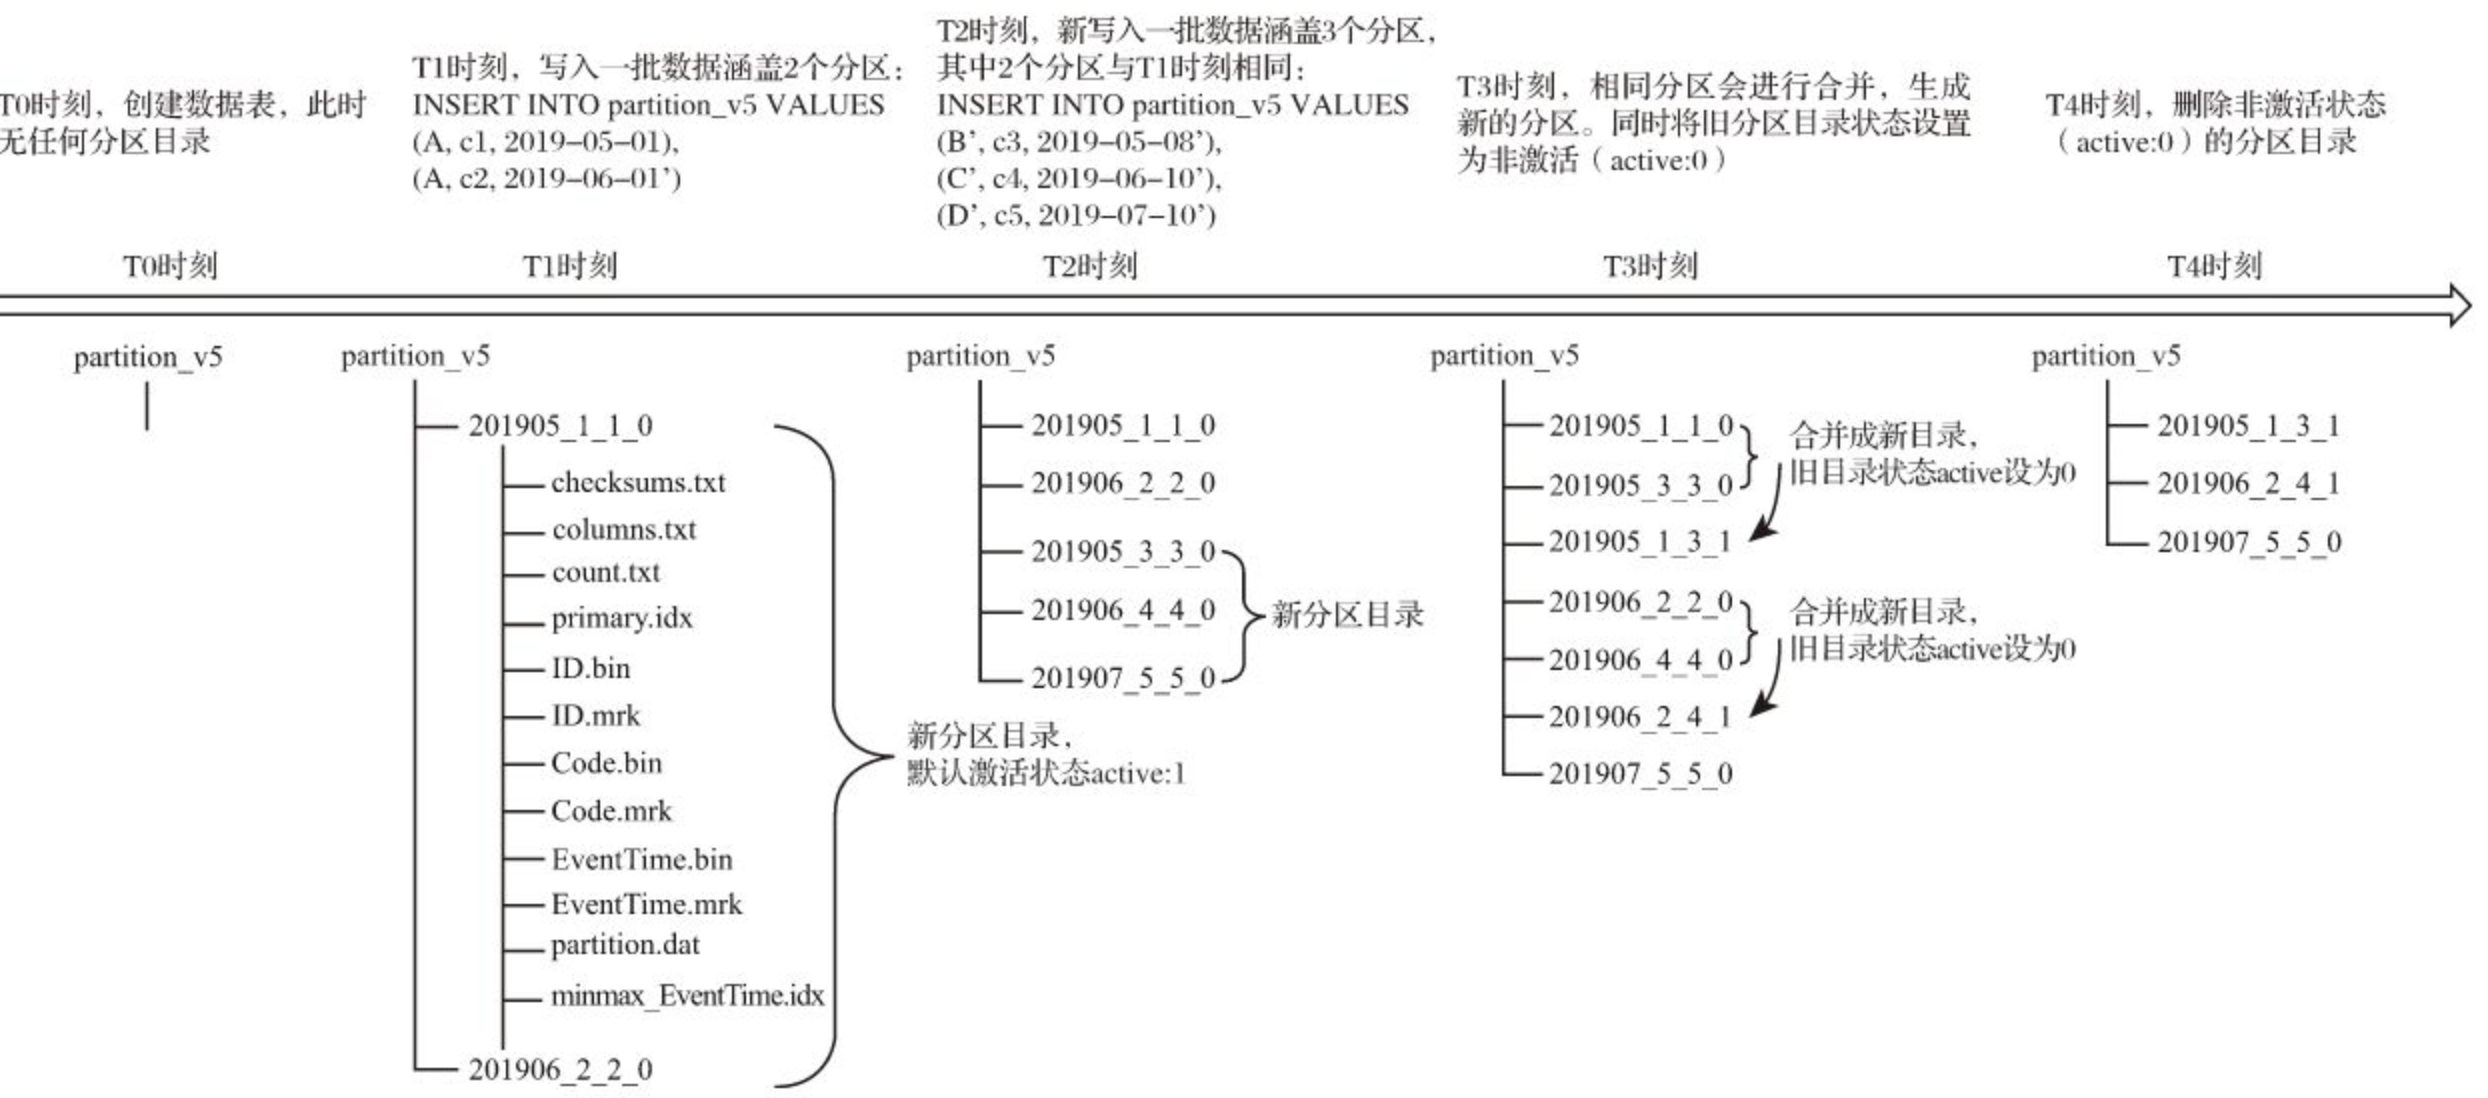 T0时刻，创建数据表，此时
无任何分区目录
T1时刻，写入一批数据涵盖2个分区：
INSERT INTO partition_v5 VALUES
(A, c1, 2019–05–01),
(A, c2, 2019–06–01’)
T2时刻，新写入一批数据涵盖3个分区，
其中2个分区与T1时刻相同：
INSERT INTO partition_v5 VALUES
(B’, c3, 2019–05–08’),
(C’, c4, 2019–06–10’),
(D’, c5, 2019–07–10’)
T3时刻，相同分区会进行合并，生成
新的分区。同时将旧分区目录状态设置
为非激活（active:0）
T4时刻，删除非激活状态
（active:0）的分区目录
T0时刻
T1时刻
T2时刻
T3时刻
T4时刻
partition_v5
partition_v5
201905_1_1_0
checksums.txt
columns.txt
count.txt
primary.idx
ID.bin
ID.mrk
Code.bin
Code.mrk
EventTime.bin
EventTime.mrk
partition.dat
minmax_EventTime.idx
201906_2_2_0
新分区目录，
默认激活状态active:1
partition_v5
201905_1_1_0
201906_2_2_0
201905_3_3_0
201906_4_4_0
201907_5_5_0
新分区目录
partition_v5
201905_1_1_0
201905_3_3_0
201905_1_3_1
合并成新目录，
旧目录状态active设为0
201906_2_2_0
201906_4_4_0
201906_2_4_1
合并成新目录，
旧目录状态active设为0
201907_5_5_0
partition_v5
201905_1_3_1
201906_2_4_1
201907_5_5_0